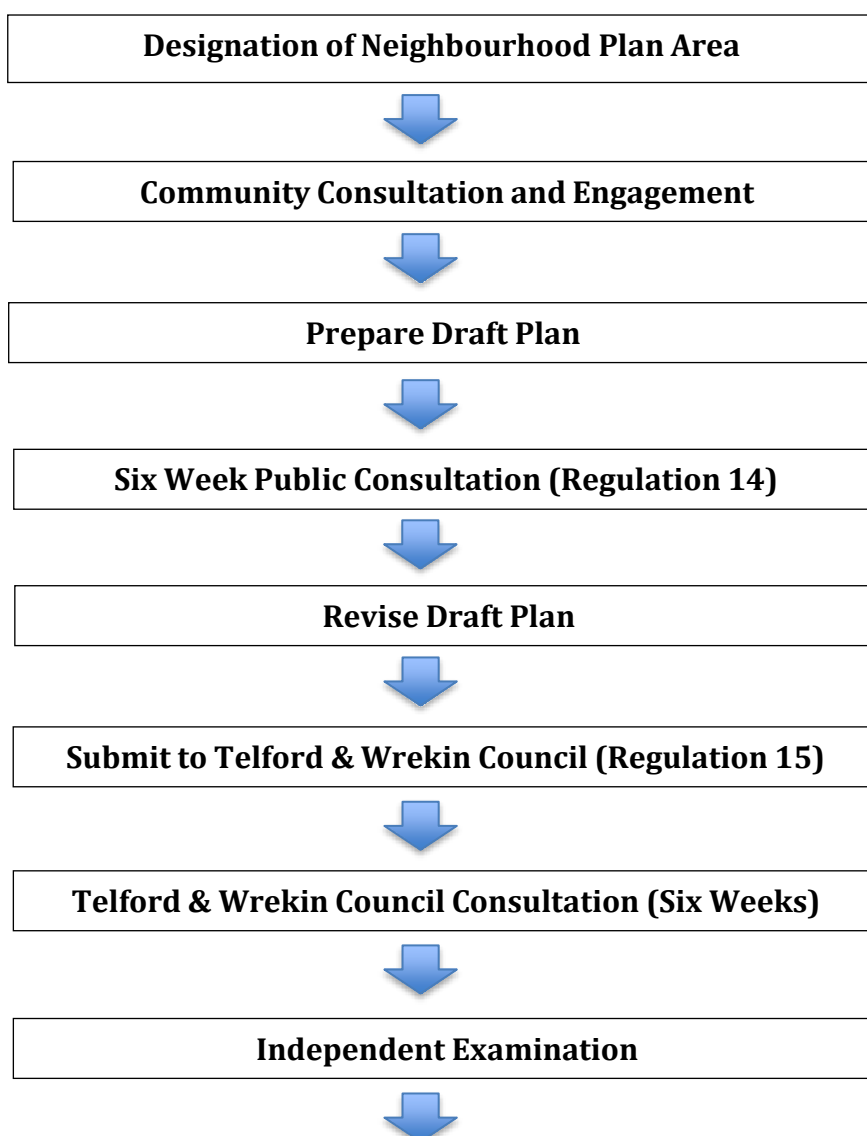 Designation of Neighbourhood Plan Area
Community Consultation and Engagement
Prepare Draft Plan
Six Week Public Consultation (Regulation 14)
Revise Draft Plan
Submit to Telford & Wrekin Council (Regulation 15)
Telford & Wrekin Council Consultation (Six Weeks)
Independent Examination